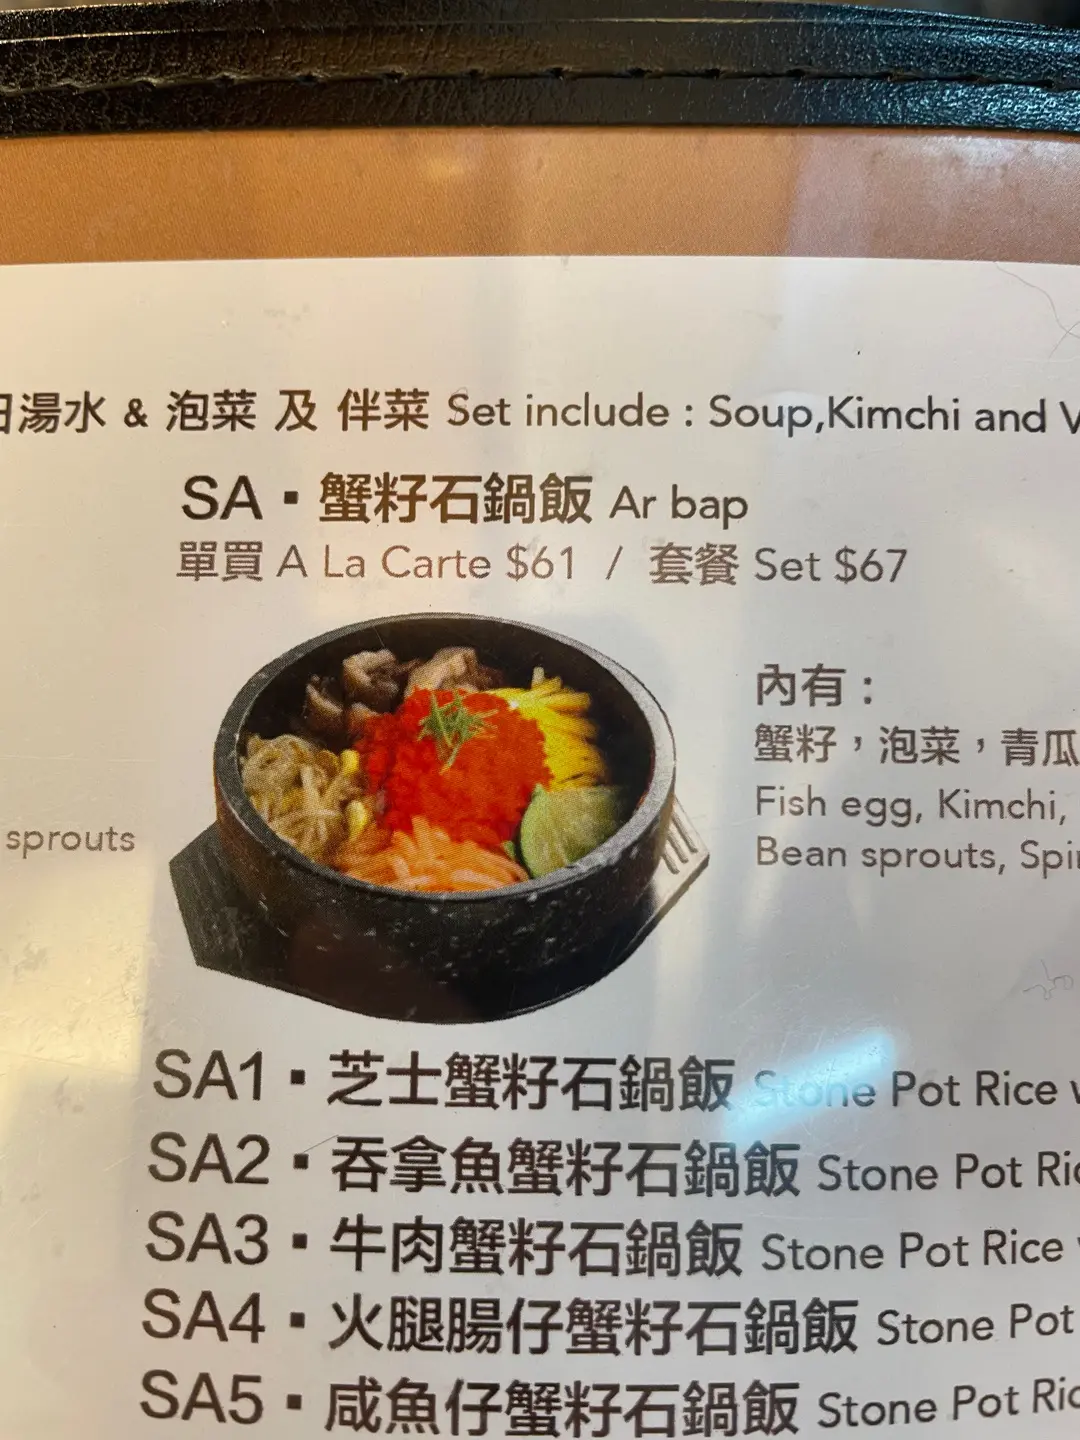 湯水 & 泡菜 及 伴菜 Set include : Soup,Kimchi and
SA▪蟹籽石鍋飯 Ar bap
單買 A La Carte $61 / 套餐 Set $67
內有：
蟹籽，泡菜，青瓜
Fish egg, Kimchi,
Bean sprouts,
sprouts
SA1▪芝士蟹籽石鍋飯 Stone Pot Rice
SA2▪吞拿魚蟹籽石鍋飯 Stone Pot
SA3▪牛肉蟹籽石鍋飯 Stone Pot Rice
SA4▪火腿腸仔蟹籽石鍋飯 Stone Pot
SA5▪咸魚仔蟹籽石鍋飯 Stone Pot